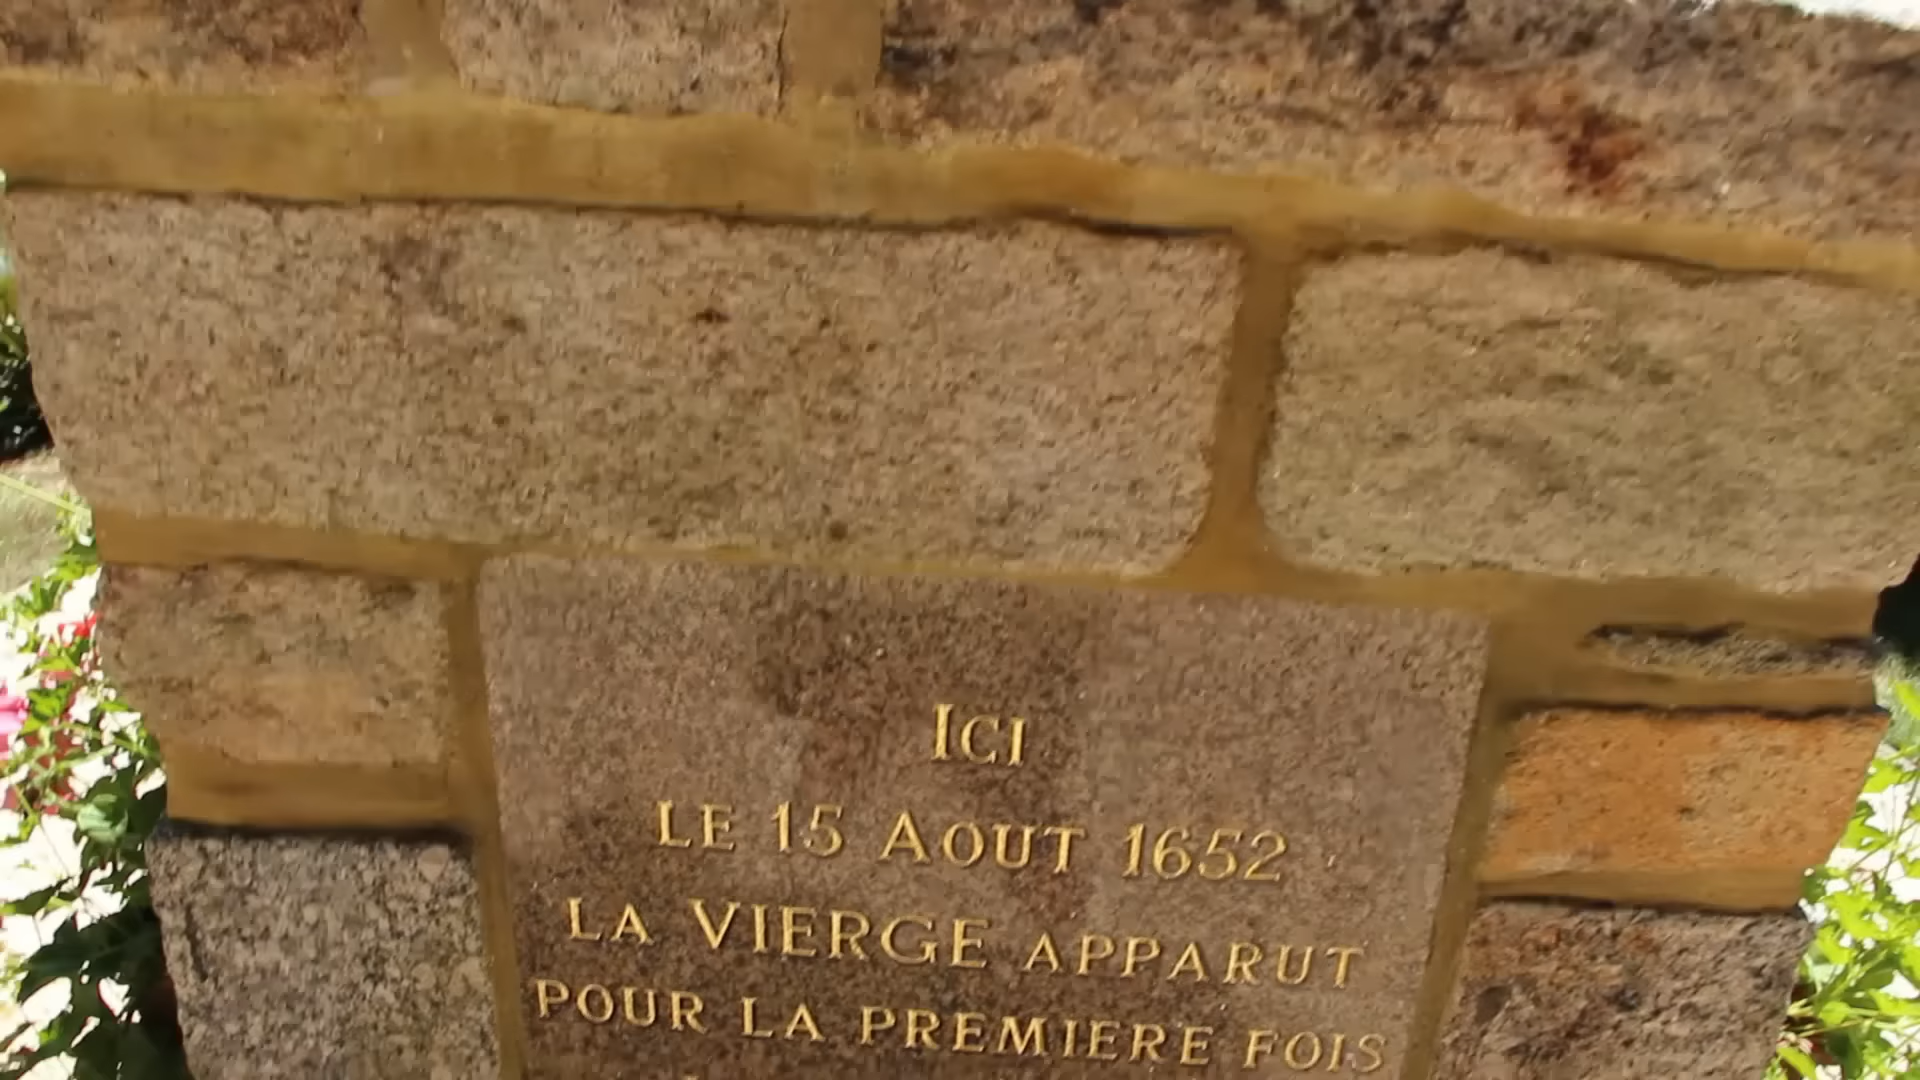 ICI
LE 15 AOUT 1652
LA VIERGE APPARUT
POUR LA PREMIERE FOIS